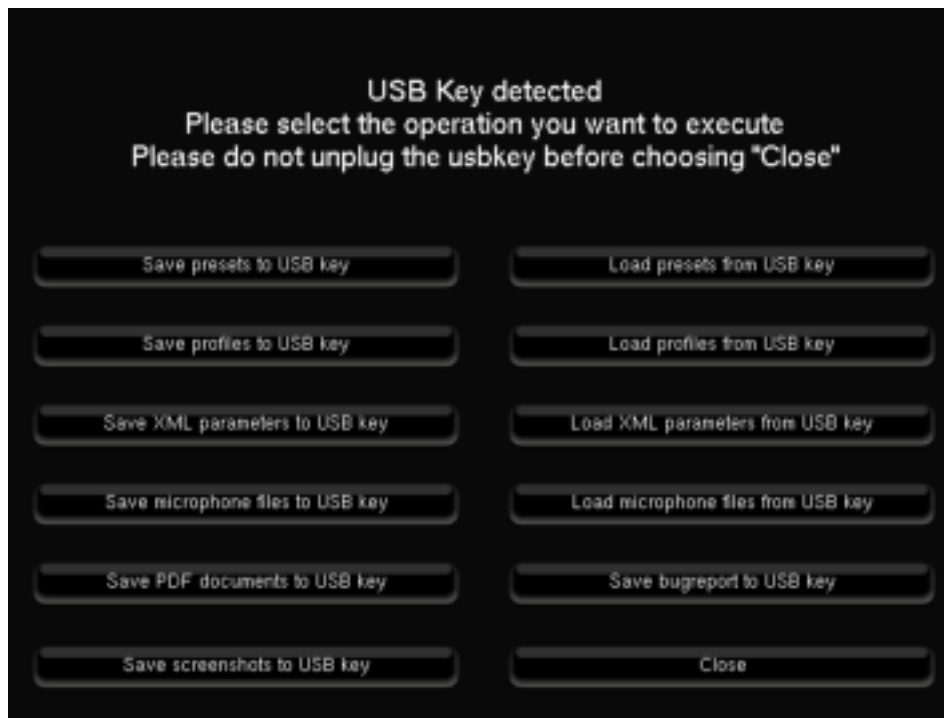 USB Key detected
Please select the operation you want to execute
Please do not unplug the usbkey before choosing "Close"
Save presets to USB key
Load presets from USB key
Save profiles to USB key
Load profiles from USB key
Save XML parameters to USB key
Load XML parameters from USB key
Save microphone files to USB key
Load microphone files from USB key
Save PDF documents to USB key
Save bugreport to USB key
Save screenshots to USB key
Close